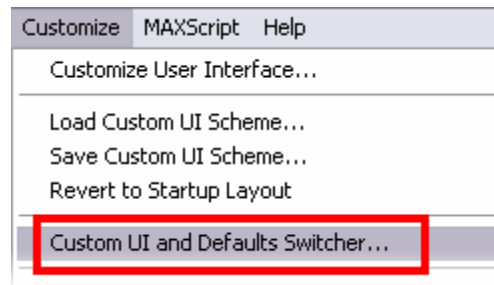 Customize MAXScript Help
Customize User Interface...
Load Custom UI Scheme...
Save Custom UI Scheme...
Revert to Startup Layout
Custom UI and Defaults Switcher...